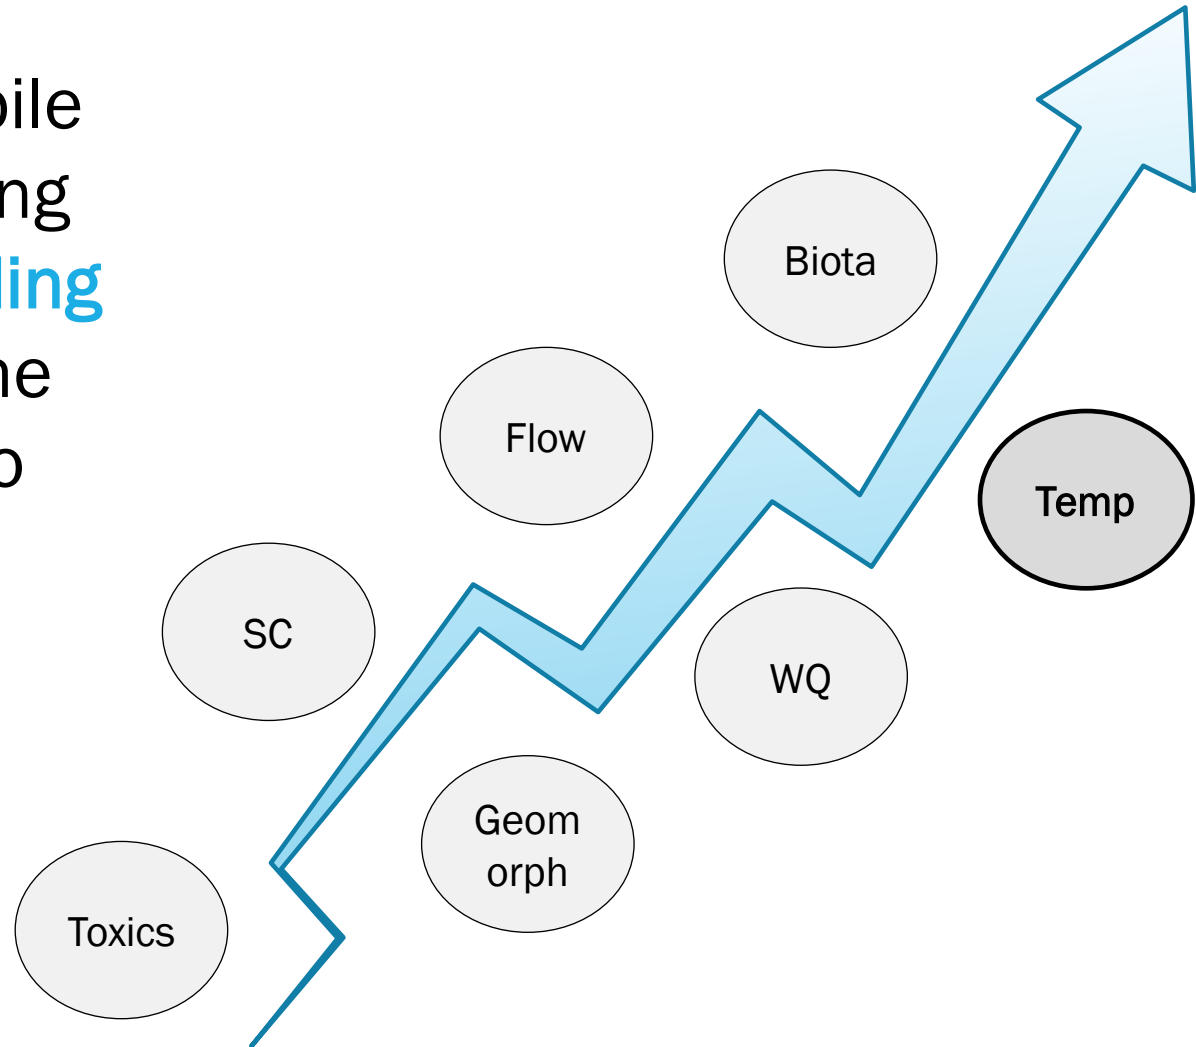 pile
ng
ling
ne
o
Biota
Flow
Temp
SC
WQ
Geom
orph
Toxics